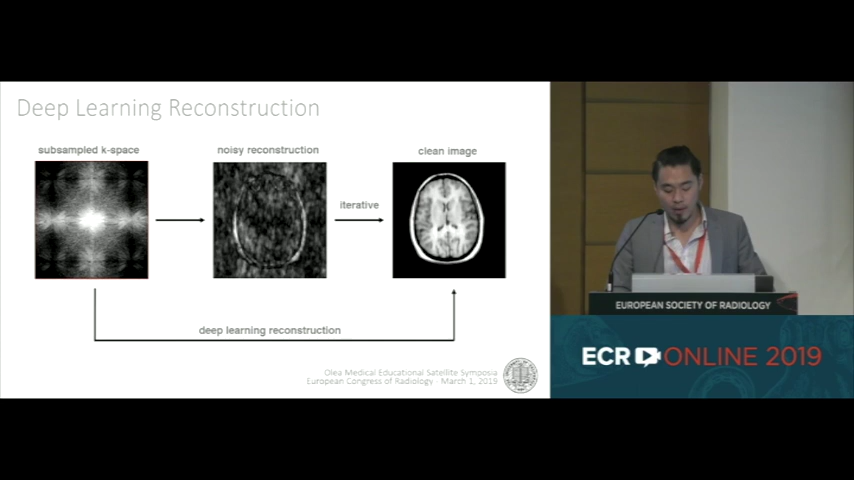 Deep Learning Reconstruction
subsampled k-space
noisy reconstruction
clean image
iterative
deep learning reconstruction
Olea Medical Educational Satellite Symposia
European Congress of Radiology - March 1, 2019
EUROPEAN SOCIETY OF RADIOLOGY
ECR ONLINE 2019